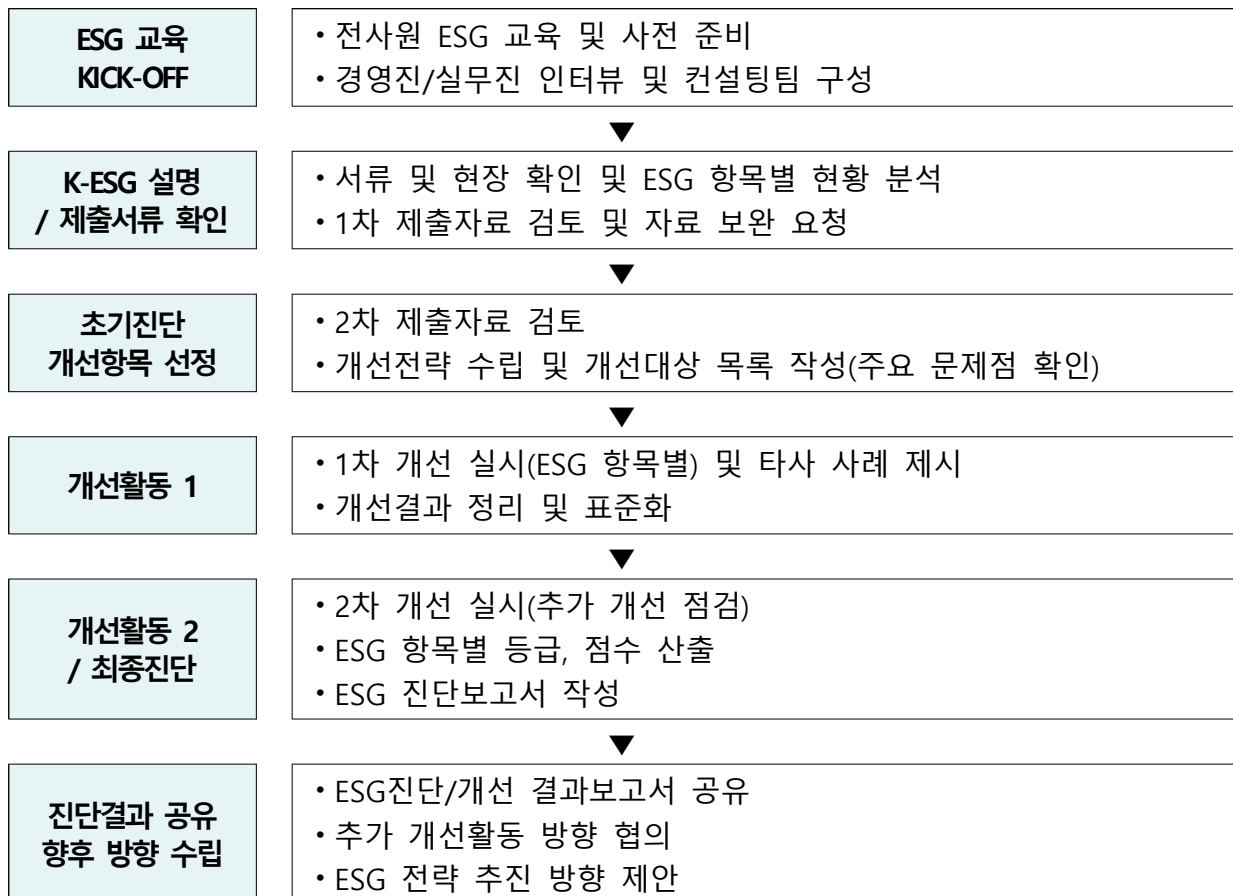 ESG 교육
KICK-OFF
・전사원 ESG 교육 및 사전 준비
・경영진/실무진 인터뷰 및 컨설팅팀 구성
▼
K-ESG 설명
/ 제출서류 확인
・서류 및 현장 확인 및 ESG 항목별 현황 분석
・1차 제출자료 검토 및 자료 보완 요청
▼
초기진단
개선항목 선정
・2차 제출자료 검토
・개선전략 수립 및 개선대상 목록 작성(주요 문제점 확인)
▼
개선활동 1
・1차 개선 실시(ESG 항목별) 및 타사 사례 제시
・개선결과 정리 및 표준화
▼
개선활동 2
/ 최종진단
・2차 개선 실시(추가 개선 점검)
・ESG 항목별 등급, 점수 산출
・ESG 진단보고서 작성
▼
진단결과 공유
향후 방향 수립
・ESG진단/개선 결과보고서 공유
・추가 개선활동 방향 협의
・ESG 전략 추진 방향 제안